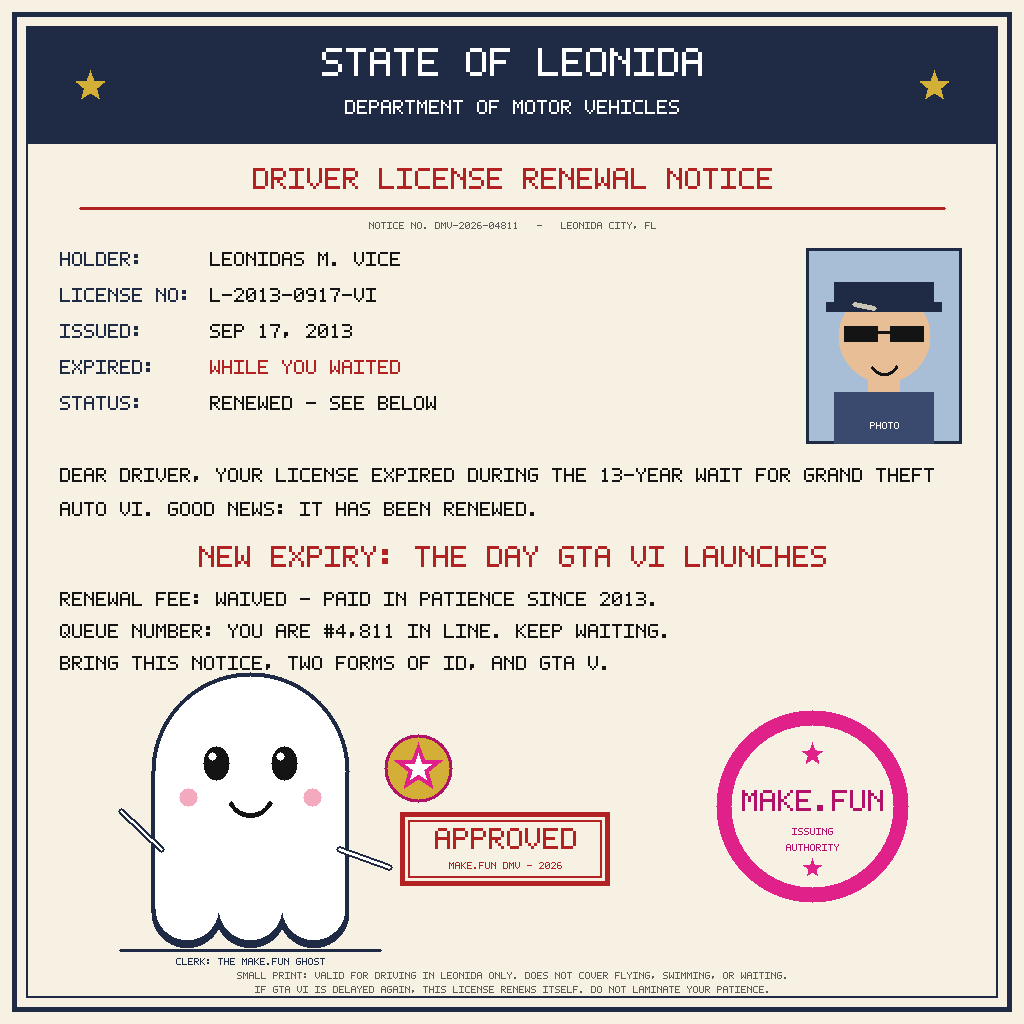 STATE OF LEONIDA
DEPARTMENT OF MOTOR VEHICLES
DRIVER LICENSE RENEWAL NOTICE
NOTICE NO. DMV-2026-04811 - LEONIDA CITY, FL
HOLDER: LEONIDAS M. VICE
LICENSE NO: L-2013-0917-VI
ISSUED: SEP 17, 2013
EXPIRED: WHILE YOU WAITED
STATUS: RENEWED - SEE BELOW
PHOTO
DEAR DRIVER, YOUR LICENSE EXPIRED DURING THE 13-YEAR WAIT FOR GRAND THEFT
AUTO VI. GOOD NEWS: IT HAS BEEN RENEWED.
NEW EXPIRY: THE DAY GTA VI LAUNCHES
RENEWAL FEE: WAIVED - PAID IN PATIENCE SINCE 2013.
QUEUE NUMBER: YOU ARE #4,811 IN LINE. KEEP WAITING.
BRING THIS NOTICE, TWO FORMS OF ID, AND GTA V.
APPROVED
MAKE.FUN DMV - 2026
MAKE.FUN
ISSUING
AUTHORITY
CLERK: THE MAKE.FUN GHOST
SMALL PRINT: VALID FOR DRIVING IN LEONIDA ONLY. DOES NOT COVER FLYING, SWIMMING, OR WAITING.
IF GTA VI IS DELAYED AGAIN, THIS LICENSE RENEWS ITSELF. DO NOT LAMINATE YOUR PATIENCE.